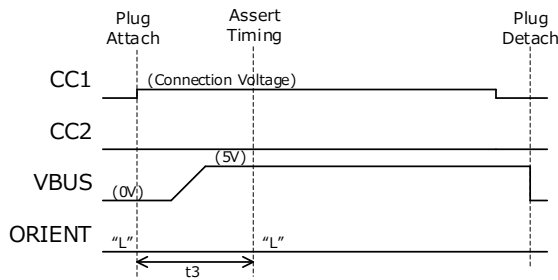 Plug
Attach
Assert
Timing
Plug
Detach
CC1
(Connection Voltage)
CC2
VBUS
(0V)
(5V)
ORIENT
“L”
“L”
t3